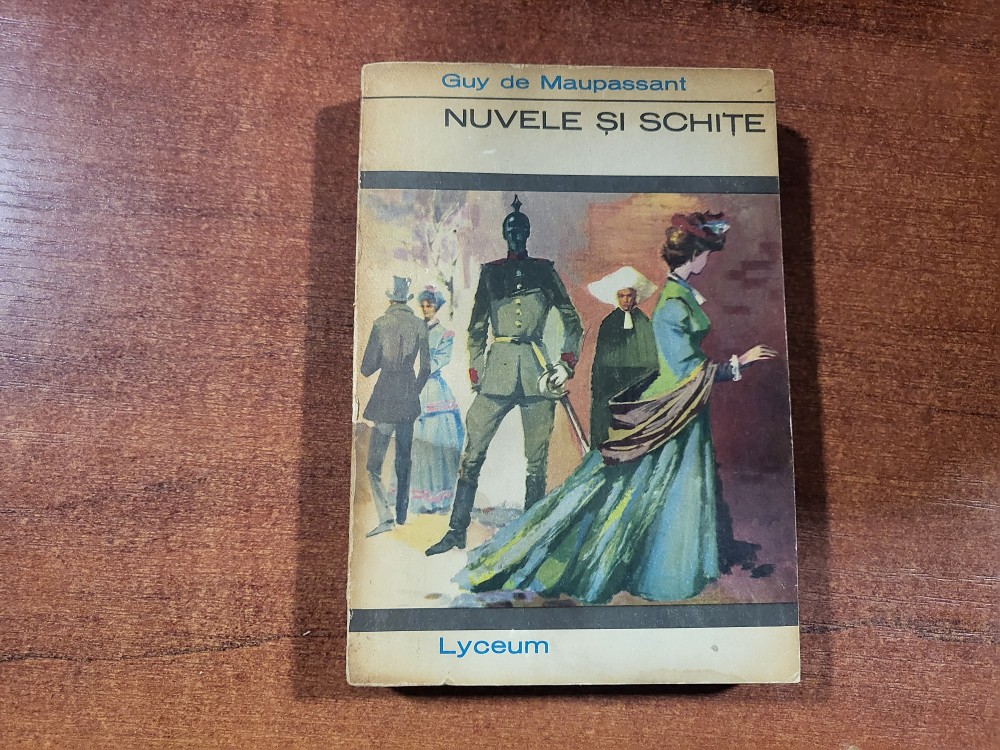 Guy de Maupassant
NUVELE ȘI SCHIȚE
Lyceum